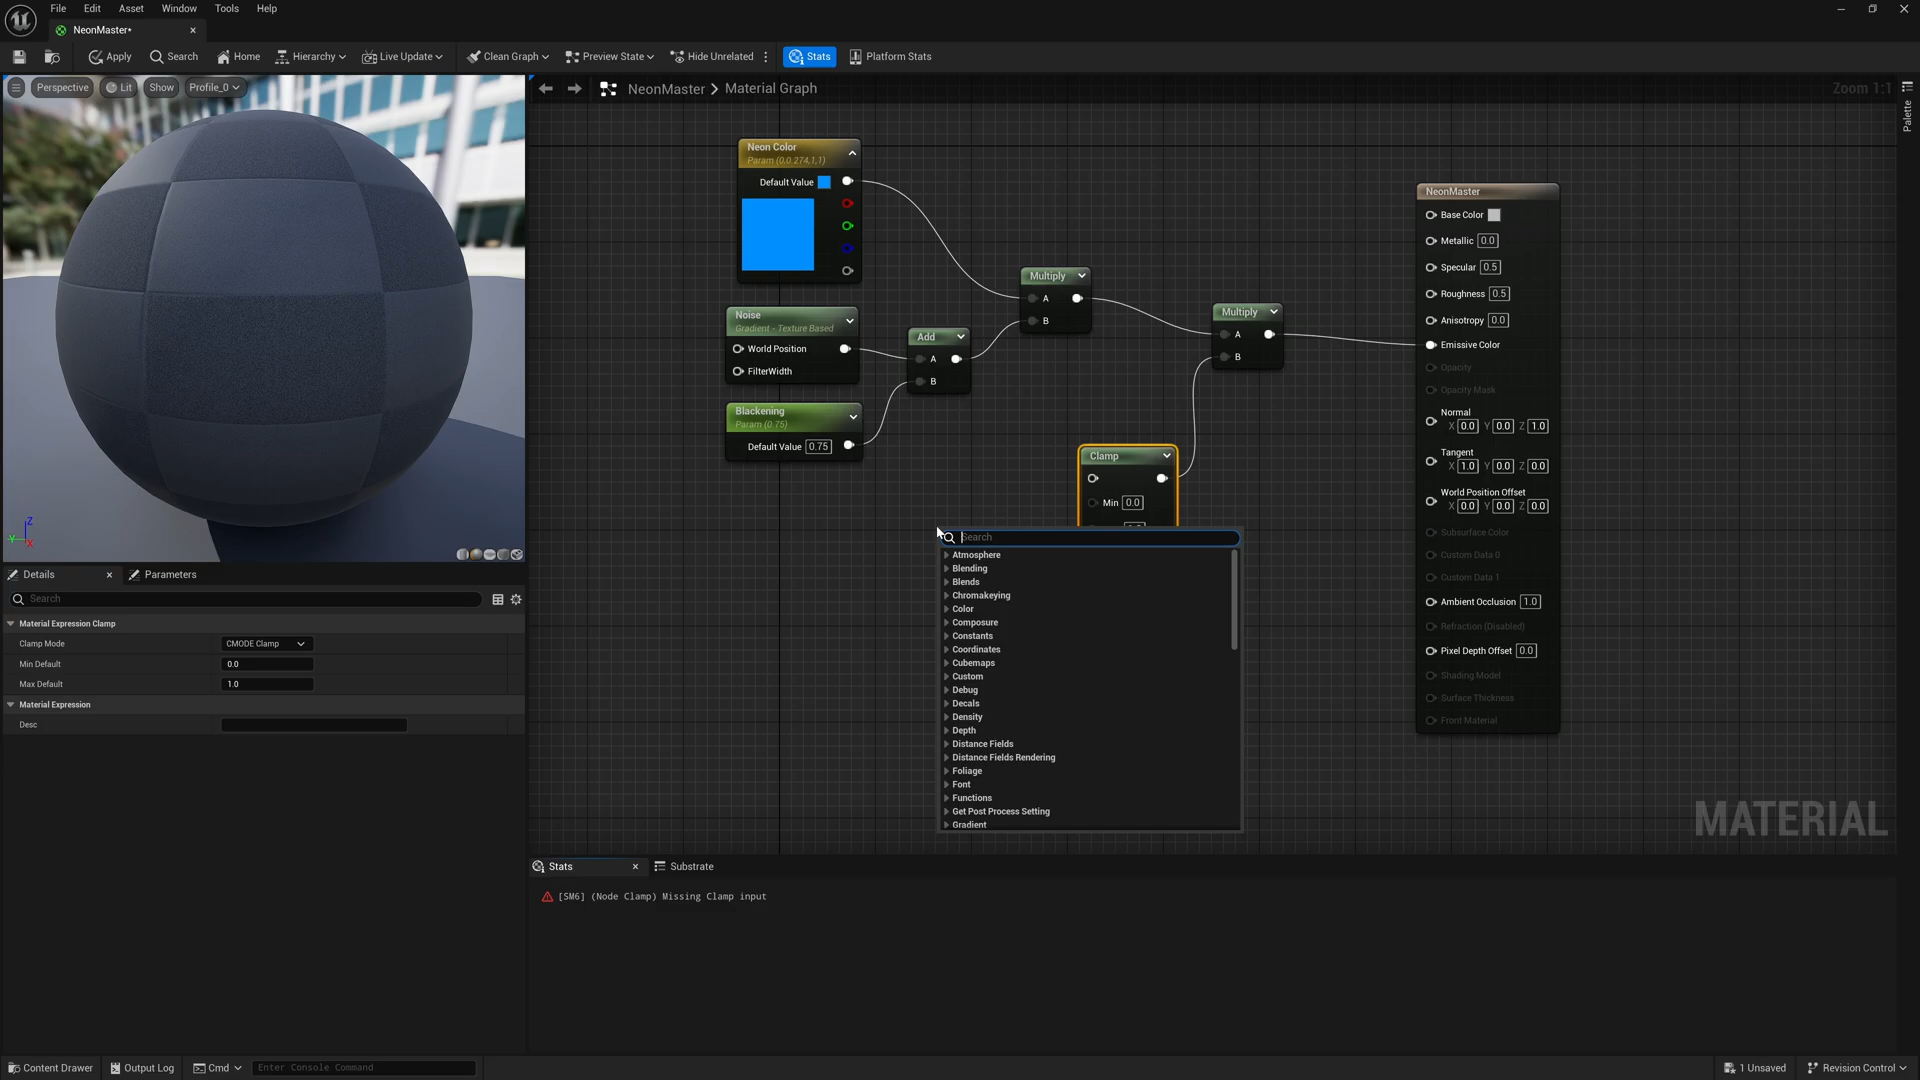 File Edit Asset Window Tools Help
NeonMaster*
Apply Search Home Hierarchy Live Update Clean Graph Preview State Hide Unrelated Stats Platform Stats
Perspective Lit Show Profile_0
NeonMaster > Material Graph
Zoom 1:1
Palette
Neon Color
Param (0,0.274,1,1)
Default Value
Noise
Gradient - Texture Based
World Position
FilterWidth
Blackening
Param (0.75)
Default Value 0.75
Add
A
B
Multiply
A
B
Multiply
A
B
Clamp
Min 0.0
NeonMaster
Base Color
Metallic 0.0
Specular 0.5
Roughness 0.5
Anisotropy 0.0
Emissive Color
Opacity
Opacity Mask
Normal
X 0.0 Y 0.0 Z 1.0
Tangent
X 1.0 Y 0.0 Z 0.0
World Position Offset
X 0.0 Y 0.0 Z 0.0
Subsurface Color
Custom Data 0
Custom Data 1
Ambient Occlusion 1.0
Refraction (Disabled)
Pixel Depth Offset 0.0
Shading Model
Surface Thickness
Front Material
Search
Atmosphere
Blending
Blends
Chromakeying
Color
Composure
Constants
Coordinates
Cubemaps
Custom
Debug
Decals
Density
Depth
Distance Fields
Distance Fields Rendering
Foliage
Font
Functions
Get Post Process Setting
Gradient
MATERIAL
Z
Y
X
Details Parameters
Search
Material Expression Clamp
Clamp Mode CMODE Clamp
Min Default 0.0
Max Default 1.0
Material Expression
Desc
Stats Substrate
[SM6] (Node Clamp) Missing Clamp input
Content Drawer Output Log Cmd Enter Console Command 1 Unsaved Revision Control